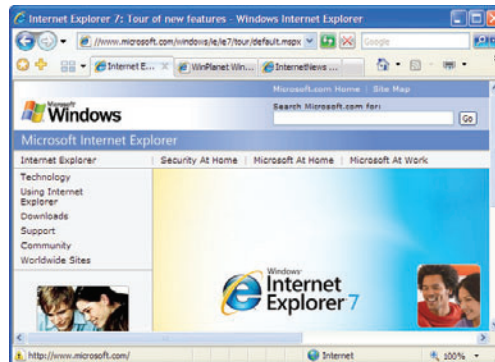 Internet Explorer 7: Tour of new features - Windows Internet Explorer
//www.microsoft.com/windows/ie/ie7/tour/default.mspx
Google
Internet E...
WinPlanet Win...
InternetNews ...
Microsoft.com Home | Site Map
Microsoft
Windows
Search Microsoft.com for:
Go
Microsoft Internet Explorer
Internet Explorer | Security At Home | Microsoft At Home | Microsoft At Work
Technology
Using Internet
Explorer
Downloads
Support
Community
Worldwide Sites
Windows
Internet
Explorer 7
http://www.microsoft.com/
Internet
100%